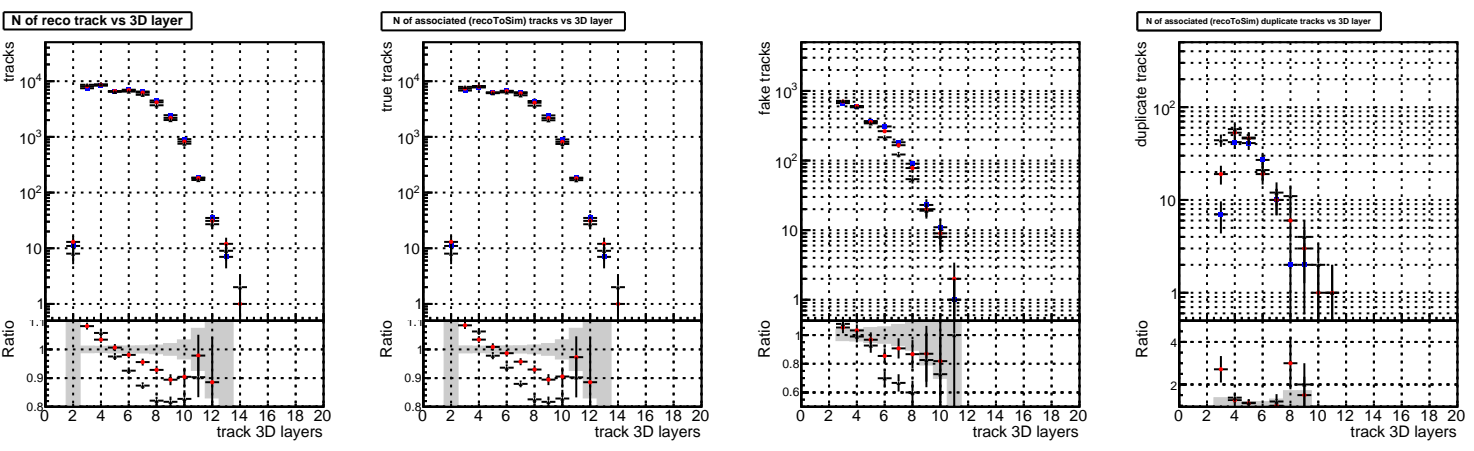 N of reco track vs 3D layer
tracks
10^4
10^3
10^2
10
1
Ratio
1.1
1
0.9
0.8
0 2 4 6 8 10 12 14 16 18 20
track 3D layers
N of associated (recoToSim) tracks vs 3D layer
true tracks
10^4
10^3
10^2
10
1
Ratio
1.1
1
0.9
0.8
0 2 4 6 8 10 12 14 16 18 20
track 3D layers
fake tracks
10^3
10^2
10
1
Ratio
0.8
0.6
0 2 4 6 8 10 12 14 16 18 20
track 3D layers
N of associated (recoToSim) duplicate tracks vs 3D layer
duplicate tracks
10^2
10
1
Ratio
4
2
0 2 4 6 8 10 12 14 16 18 20
track 3D layers